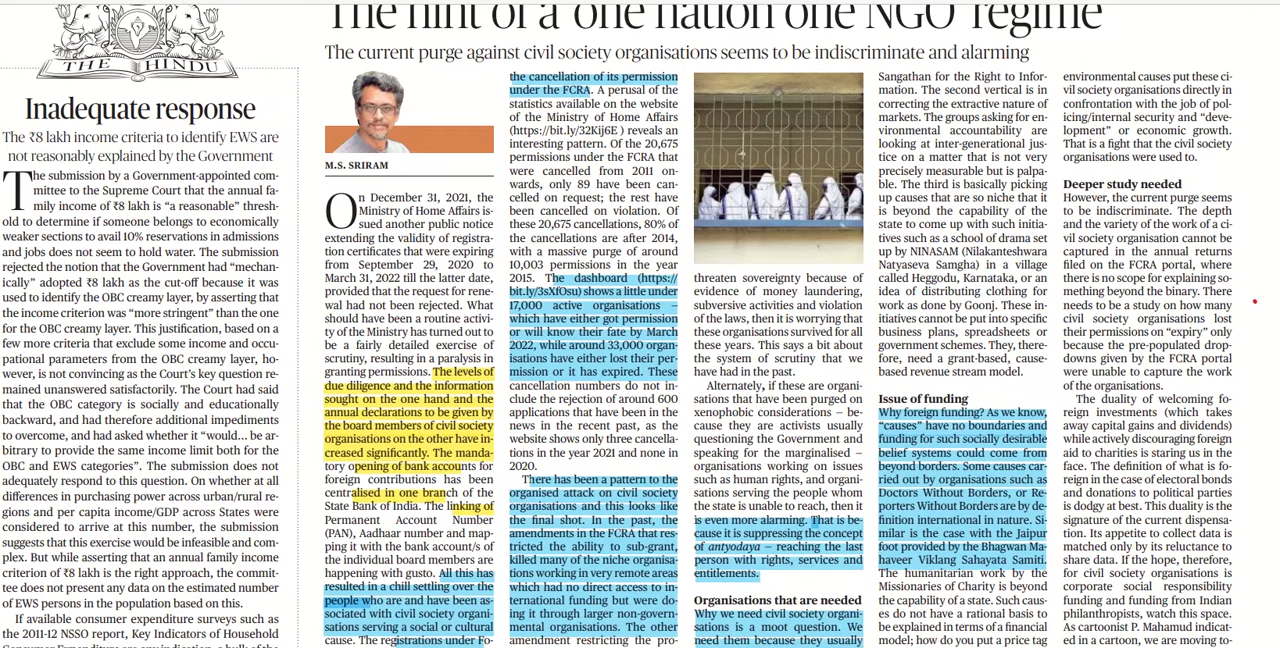 The hint of a 'one nation one NGO' regime
The current purge against civil society organisations seems to be indiscriminate and alarming
THE HINDU
Inadequate response
The ₹8 lakh income criteria to identify EWS are
not reasonably explained by the Government
The submission by a Government-appointed com-
mittee to the Supreme Court that the annual fa-
mily income of ₹8 lakh is “a reasonable” thresh-
old to determine if someone belongs to economically
weaker sections to avail 10% reservations in admissions
and jobs does not seem to hold water. The submission
rejected the notion that the Government had “mechan-
ically” adopted ₹8 lakh as the cut-off because it was
used to identify the OBC creamy layer, by asserting that
the income criterion was “more stringent” than the one
for the OBC creamy layer. This justification, based on a
few more criteria that exclude some income and occu-
pational parameters from the OBC creamy layer, ho-
wever, is not convincing as the Court’s key question re-
mained unanswered satisfactorily. The Court had said
that the OBC category is socially and educationally
backward, and had therefore additional impediments
to overcome, and had asked whether it “would... be ar-
bitrary to provide the same income limit both for the
OBC and EWS categories”. The submission does not
adequately respond to this question. On whether at all
differences in purchasing power across urban/rural re-
gions and per capita income/GDP across States were
considered to arrive at this number, the submission
suggests that this exercise would be infeasible and com-
plex. But while asserting that an annual family income
criterion of ₹8 lakh is the right approach, the commit-
tee does not present any data on the estimated number
of EWS persons in the population based on this.
If available consumer expenditure surveys such as
the 2011-12 NSSO report, Key Indicators of Household
M.S. SRIRAM
On December 31, 2021, the
Ministry of Home Affairs is-
sued another public notice
extending the validity of registra-
tion certificates that were expiring
from September 29, 2020 to
March 31, 2022 till the latter date,
provided that the request for rene-
wal had not been rejected. What
should have been a routine activi-
ty of the Ministry has turned out to
be a fairly detailed exercise of
scrutiny, resulting in a paralysis in
granting permissions. The levels of
due diligence and the information
sought on the one hand and the
annual declarations to be given by
the board members of civil society
organisations on the other have in-
creased significantly. The manda-
tory opening of bank accounts for
foreign contributions has been
centralised in one branch of the
State Bank of India. The linking of
Permanent Account Number
(PAN), Aadhaar number and map-
ping it with the bank account/s of
the individual board members are
happening with gusto. All this has
resulted in a chill settling over the
people who are and have been as-
sociated with civil society organi-
sations serving a social or cultural
cause. The registrations under Fo-
the cancellation of its permission
under the FCRA. A perusal of the
statistics available on the website
of the Ministry of Home Affairs
(https://bit.ly/32Kij6E ) reveals an
interesting pattern. Of the 20,675
permissions under the FCRA that
were cancelled from 2011 on-
wards, only 89 have been can-
celled on request; the rest have
been cancelled on violation. Of
these 20,675 cancellations, 80% of
the cancellations are after 2014,
with a massive purge of around
10,003 permissions in the year
2015. The dashboard (https://
bit.ly/3sXfOsu) shows a little under
17,000 active organisations –
which have either got permission
or will know their fate by March
2022, while around 33,000 organ-
isations have either lost their per-
mission or it has expired. These
cancellation numbers do not in-
clude the rejection of around 600
applications that have been in the
news in the recent past, as the
website shows only three cancella-
tions in the year 2021 and none in
2020.
There has been a pattern to the
organised attack on civil society
organisations and this looks like
the final shot. In the past, the
amendments in the FCRA that res-
tricted the ability to sub-grant,
killed many of the niche organisa-
tions working in very remote areas
which had no direct access to in-
ternational funding but were do-
ing it through larger non-govern-
mental organisations. The other
amendment restricting the pro-
threaten sovereignty because of
evidence of money laundering,
subversive activities and violation
of the laws, then it is worrying that
these organisations survived for all
these years. This says a bit about
the system of scrutiny that we
have had in the past.
Alternately, if these are organi-
sations that have been purged on
xenophobic considerations – be-
cause they are activists usually
questioning the Government and
speaking for the marginalised –
organisations working on issues
such as human rights, and organi-
sations serving the people whom
the state is unable to reach, then it
is even more alarming. That is be-
cause it is suppressing the concept
of antyodaya – reaching the last
person with rights, services and
entitlements.
Organisations that are needed
Why we need civil society organi-
sations is a moot question. We
need them because they usually
Sangathan for the Right to Infor-
mation. The second vertical is in
correcting the extractive nature of
markets. The groups asking for en-
vironmental accountability are
looking at inter-generational jus-
tice on a matter that is not very
precisely measurable but is palpa-
ble. The third is basically picking
up causes that are so niche that it
is beyond the capability of the
state to come up with such initia-
tives such as a school of drama set
up by NINASAM (Nilakanteshwara
Natyaseva Samgha) in a village
called Heggodu, Karnataka, or an
idea of distributing clothing for
work as done by Goonj. These in-
itiatives cannot be put into specific
business plans, spreadsheets or
government schemes. They, there-
fore, need a grant-based, cause-
based revenue stream model.
Issue of funding
Why foreign funding? As we know,
“causes” have no boundaries and
funding for such socially desirable
belief systems could come from
beyond borders. Some causes car-
ried out by organisations such as
Doctors Without Borders, or Re-
porters Without Borders are by de-
finition international in nature. Si-
milar is the case with the Jaipur
foot provided by the Bhagwan Ma-
haveer Viklang Sahayata Samiti.
The humanitarian work by the
Missionaries of Charity is beyond
the capability of a state. Such caus-
es do not have a rational basis to
be explained in terms of a financial
model; how do you put a price tag
environmental causes put these ci-
vil society organisations directly in
confrontation with the job of pol-
icing/internal security and “deve-
lopment” or economic growth.
That is a fight that the civil society
organisations were used to.
Deeper study needed
However, the current purge seems
to be indiscriminate. The depth
and the variety of the work of a ci-
vil society organisation cannot be
captured in the annual returns
filed on the FCRA portal, where
there is no scope for explaining so-
mething beyond the binary. There
needs to be a study on how many
civil society organisations lost
their permissions on “expiry” only
because the pre-populated drop-
downs given by the FCRA portal
were unable to capture the work
of the organisations.
The duality of welcoming fo-
reign investments (which takes
away capital gains and dividends)
while actively discouraging foreign
aid to charities is staring us in the
face. The definition of what is fo-
reign in the case of electoral bonds
and donations to political parties
is dodgy at best. This duality is the
signature of the current dispensa-
tion. Its appetite to collect data is
matched only by its reluctance to
share data. If the hope, therefore,
for civil society organisations is
corporate social responsibility
funding and funding from Indian
philanthropists, watch this space.
As cartoonist P. Mahamud indicat-
ed in a cartoon, we are moving to-